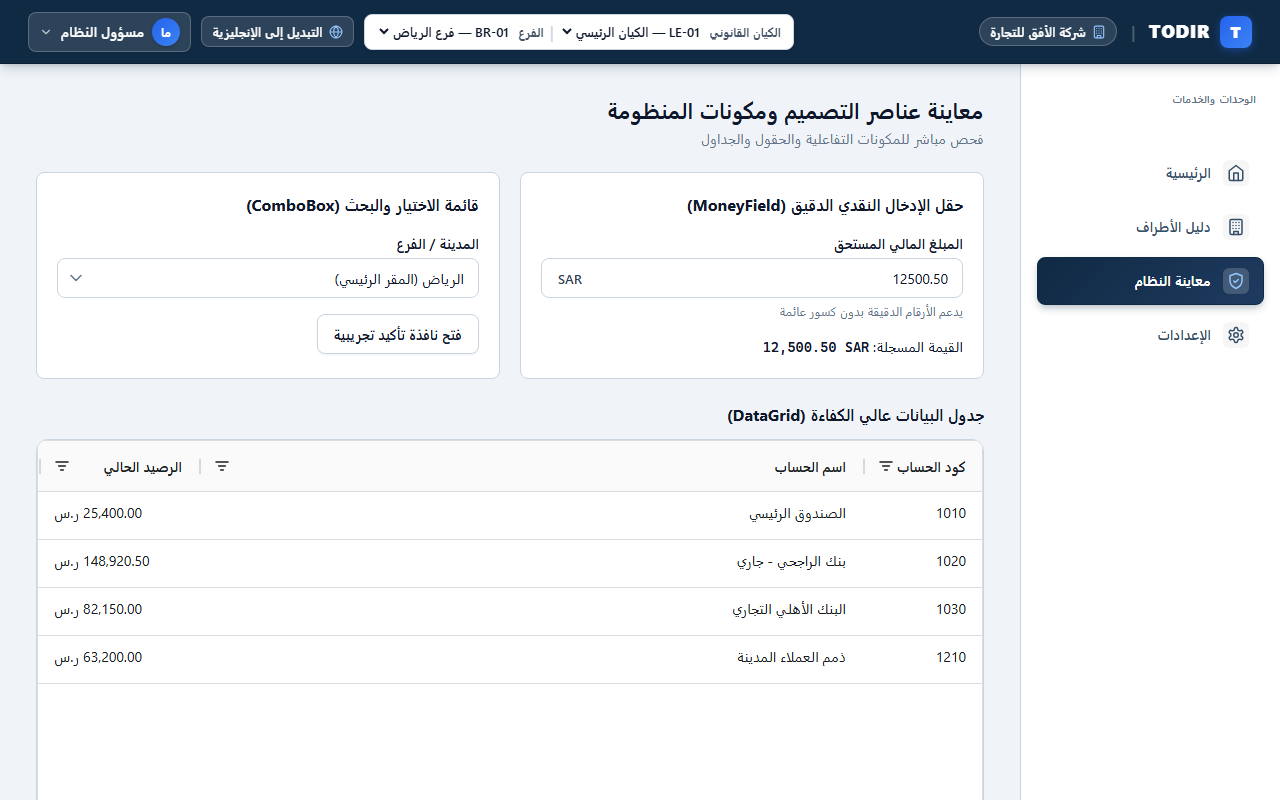 T TODIR | شركة الأفق للتجارة
الكيان القانوني LE-01 — الكيان الرئيسي | الفرع BR-01 — فرع الرياض
التبديل إلى الإنجليزية
ما مسؤول النظام
الوحدات والخدمات
الرئيسية
دليل الأطراف
معاينة النظام
الإعدادات
معاينة عناصر التصميم ومكونات المنظومة
فحص مباشر للمكونات التفاعلية والحقول والجداول
حقل الإدخال النقدي الدقيق (MoneyField)
المبلغ المالي المستحق
12500.50 SAR
يدعم الأرقام الدقيقة بدون كسور عائمة
القيمة المسجلة: 12,500.50 SAR
قائمة الاختيار والبحث (ComboBox)
المدينة / الفرع
الرياض (المقر الرئيسي)
فتح نافذة تأكيد تجريبية
جدول البيانات عالي الكفاءة (DataGrid)
كود الحساب اسم الحساب الرصيد الحالي
1010 الصندوق الرئيسي 25,400.00 ر.س
1020 بنك الراجحي - جاري 148,920.50 ر.س
1030 البنك الأهلي التجاري 82,150.00 ر.س
1210 ذمم العملاء المدينة 63,200.00 ر.س